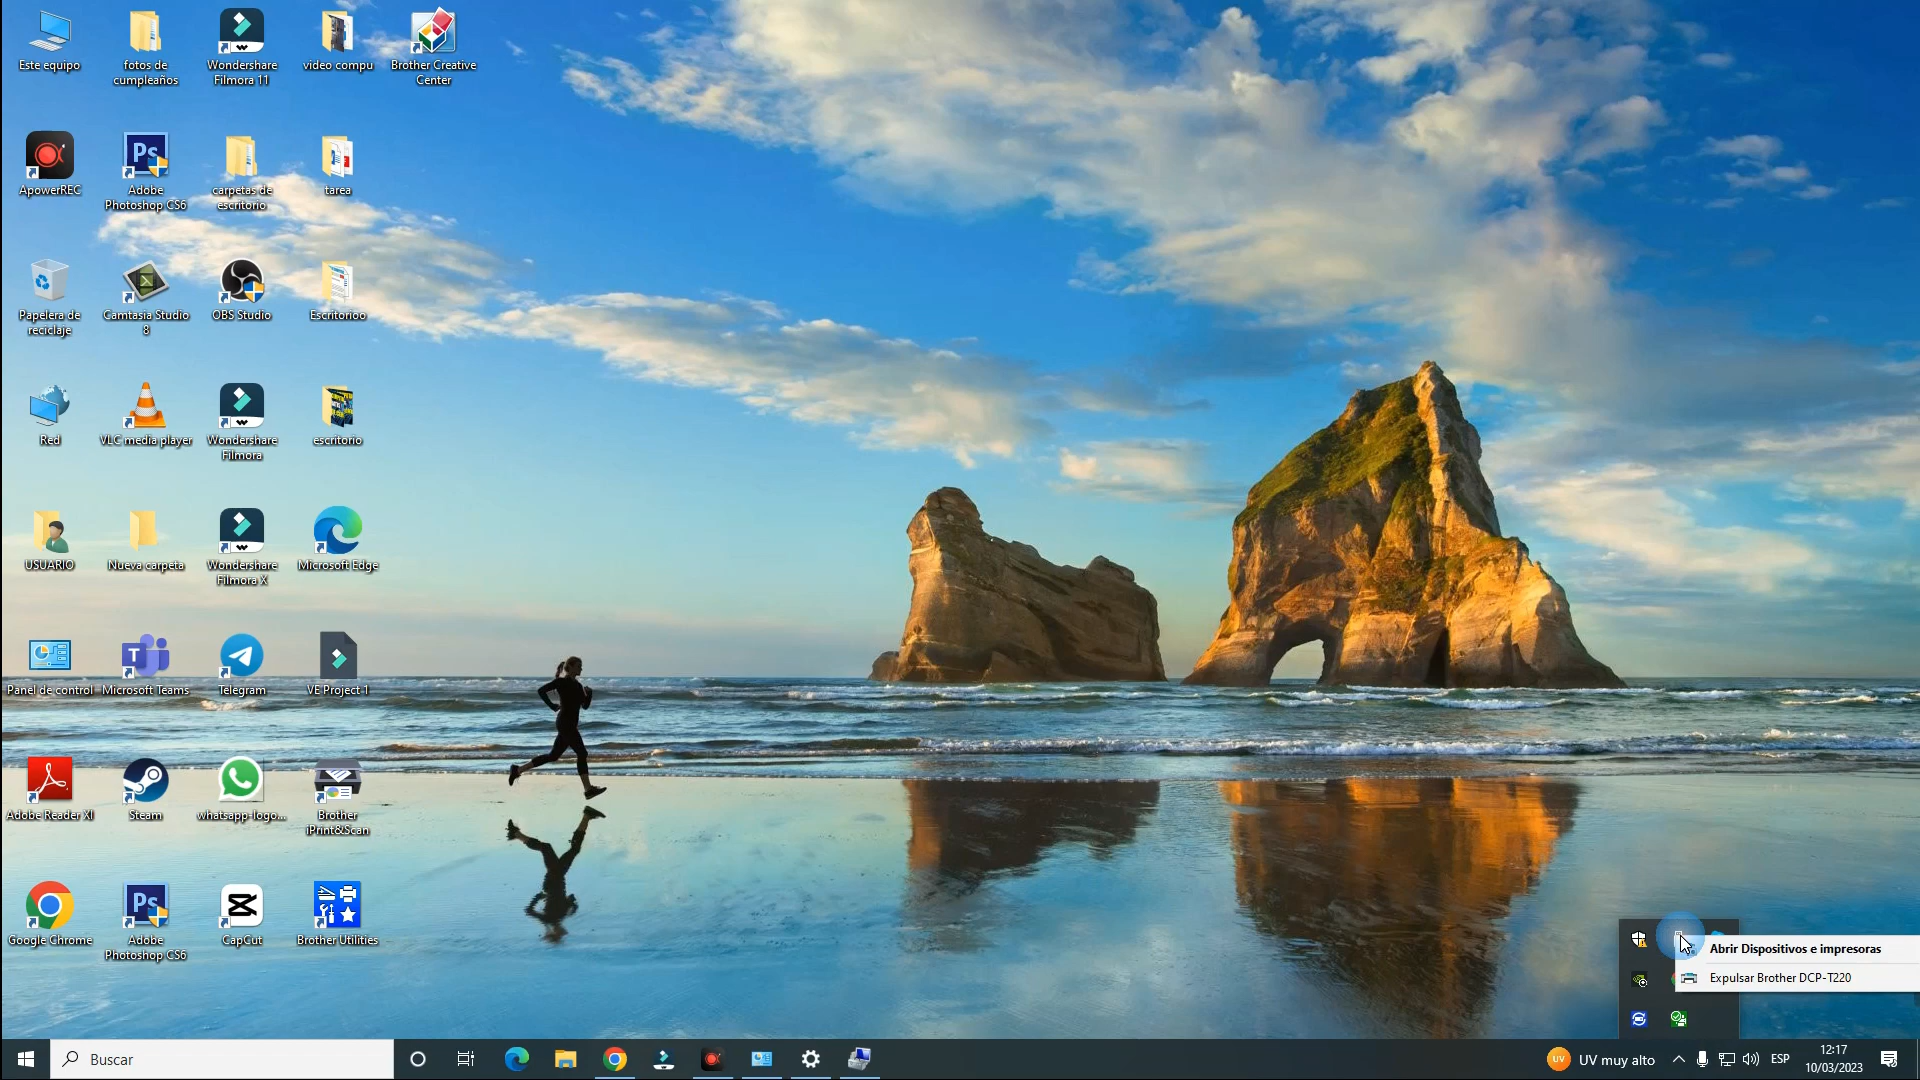 Este equipo
fotos de
cumpleaños
Wondershare
Filmora 11
video compu
Brother Creative
Center
ApowerREC
Ps
Adobe
Photoshop CS6
carpetas de
escritorio
tarea
Papelera de
reciclaje
Camtasia Studio
8
OBS Studio
Escritorioo
Red
VLC media player
Wondershare
Filmora
escritorio
USUARIO
Nueva carpeta
Wondershare
Filmora X
Microsoft Edge
Panel de control
T
Microsoft Teams
Telegram
VE Project 1
Adobe Reader XI
Steam
whatsapp-logo...
Brother
iPrint&Scan
Google Chrome
Ps
Adobe
Photoshop CS6
CapCut
Brother Utilities
Abrir Dispositivos e impresoras
Expulsar Brother DCP-T220
Buscar
UV
UV muy alto
ESP
12:17
10/03/2023